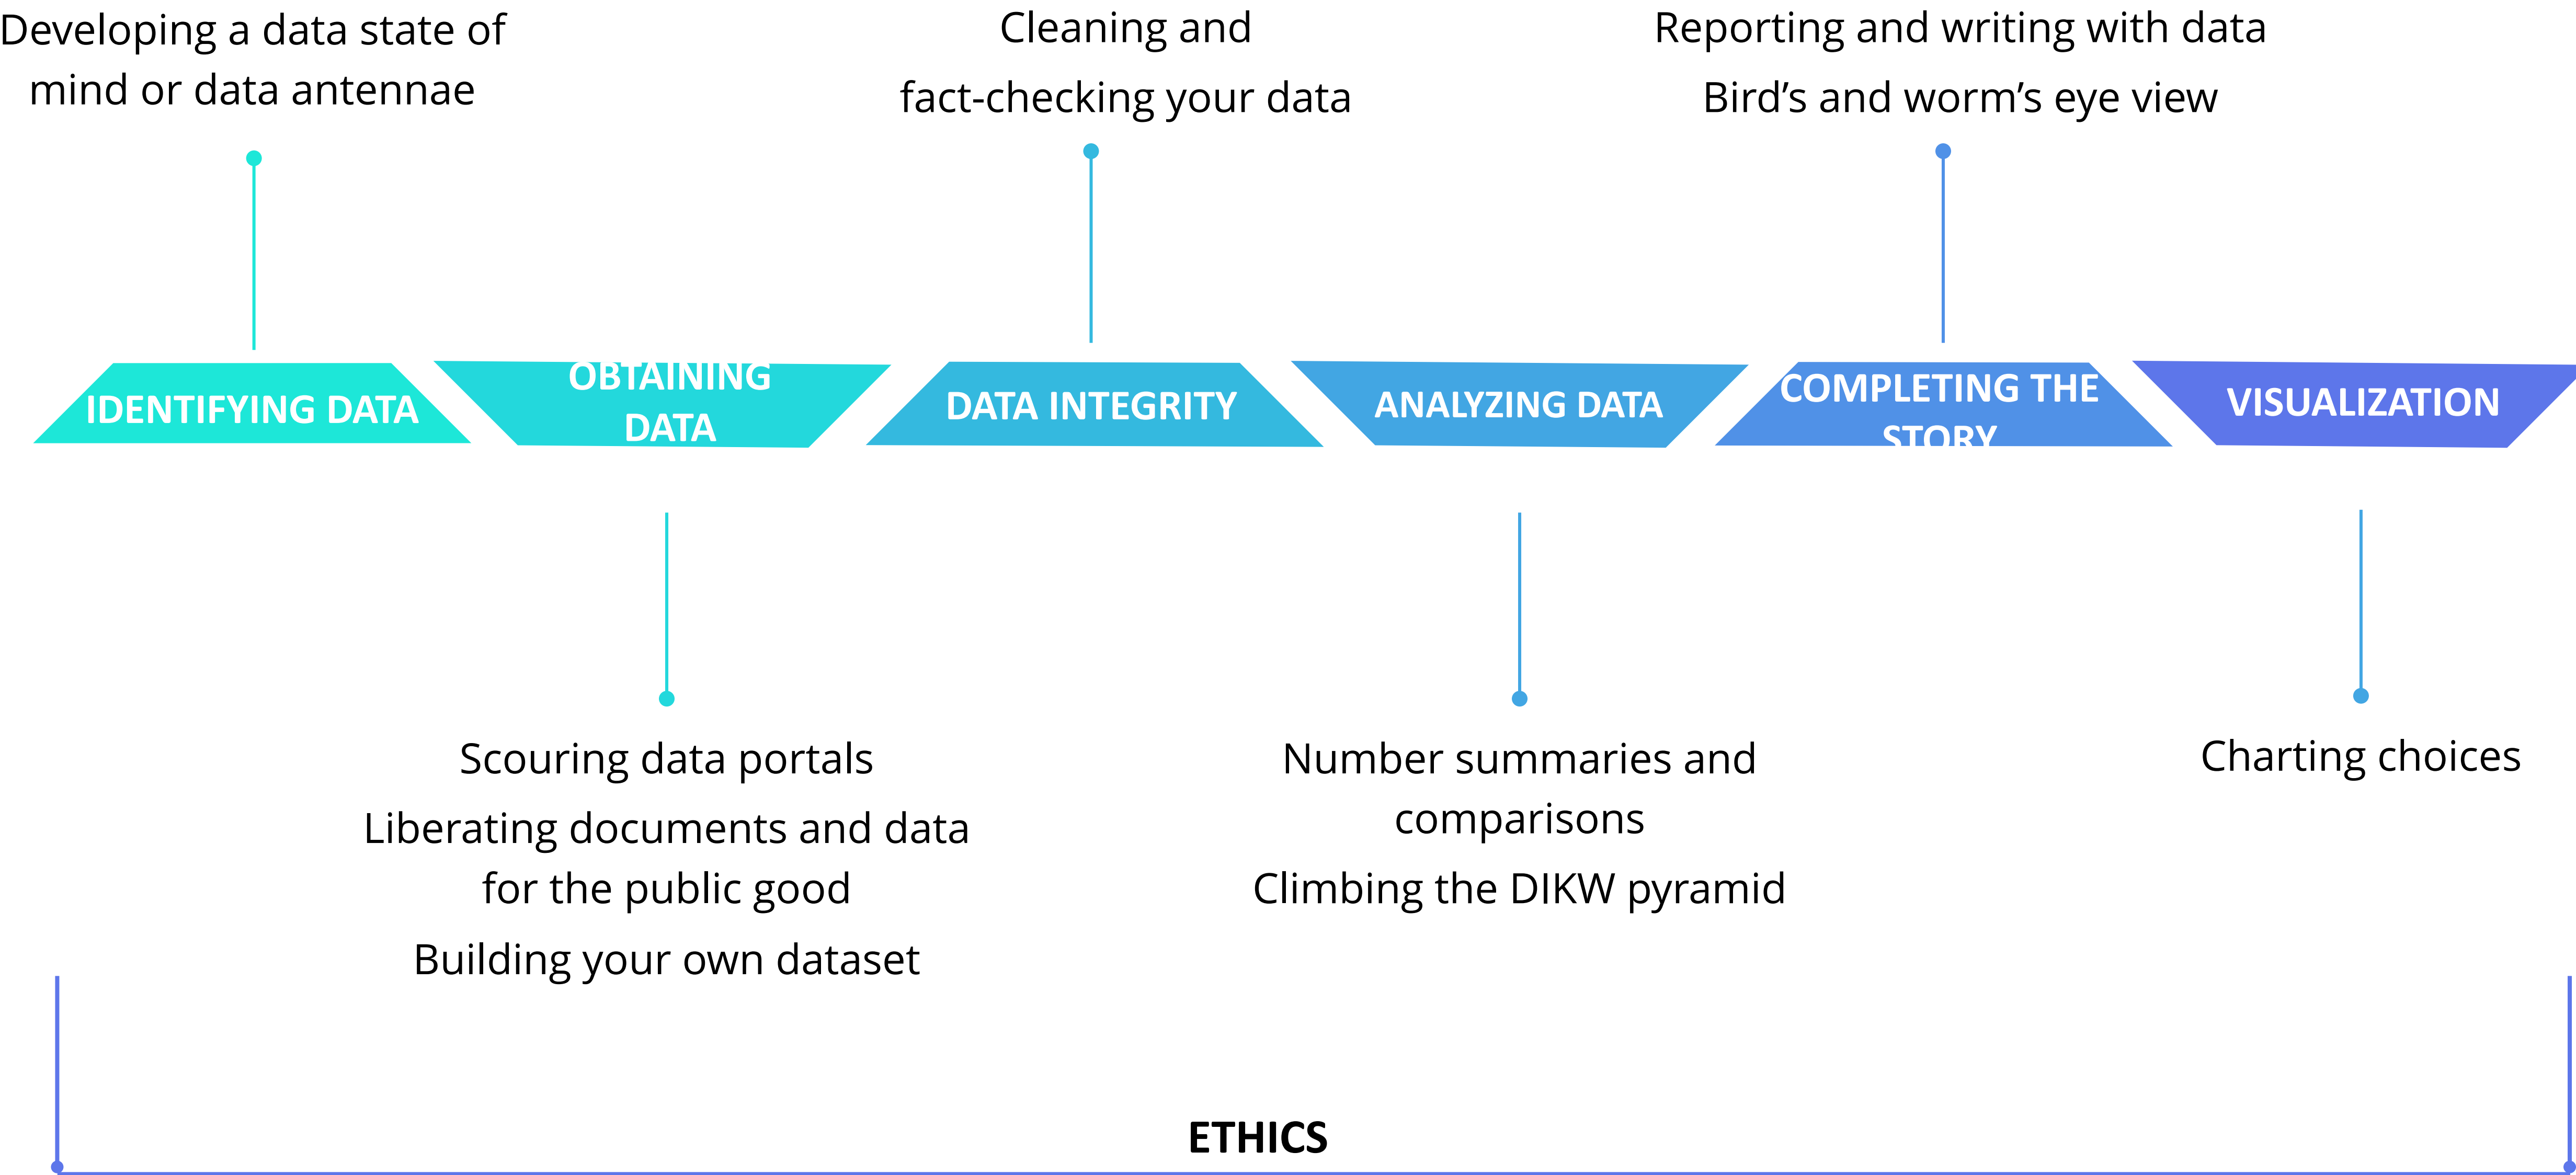 Developing a data state of
mind or data antennae
Cleaning and
fact-checking your data
Reporting and writing with data
Bird’s and worm’s eye view
IDENTIFYING DATA
OBTAINING
DATA
DATA INTEGRITY
ANALYZING DATA
COMPLETING THE
STORY
VISUALIZATION
Scouring data portals
Liberating documents and data
for the public good
Building your own dataset
Number summaries and
comparisons
Climbing the DIKW pyramid
Charting choices
ETHICS